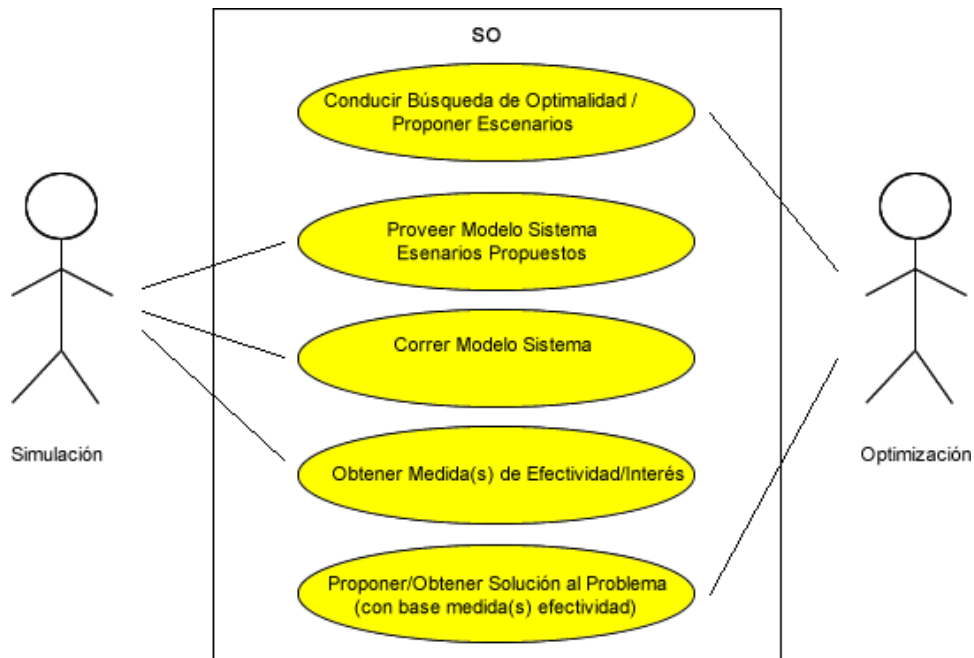 SO
Conducir Búsqueda de Optimalidad /
Proponer Escenarios
Proveer Modelo Sistema
Esenarios Propuestos
Correr Modelo Sistema
Simulación
Optimización
Obtener Medida(s) de Efectividad/Interés
Proponer/Obtener Solución al Problema
(con base medida(s) efectividad)